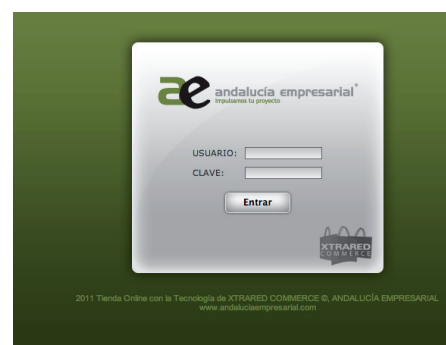 ae andalucía empresarial®
Impulsamos tu proyecto
USUARIO:
CLAVE:
Entrar
XTRARED
COMMERCE
2011 Tienda Online con la Tecnología de XTRARED COMMERCE ©, ANDALUCÍA EMPRESARIAL
www.andaluciaempresarial.com